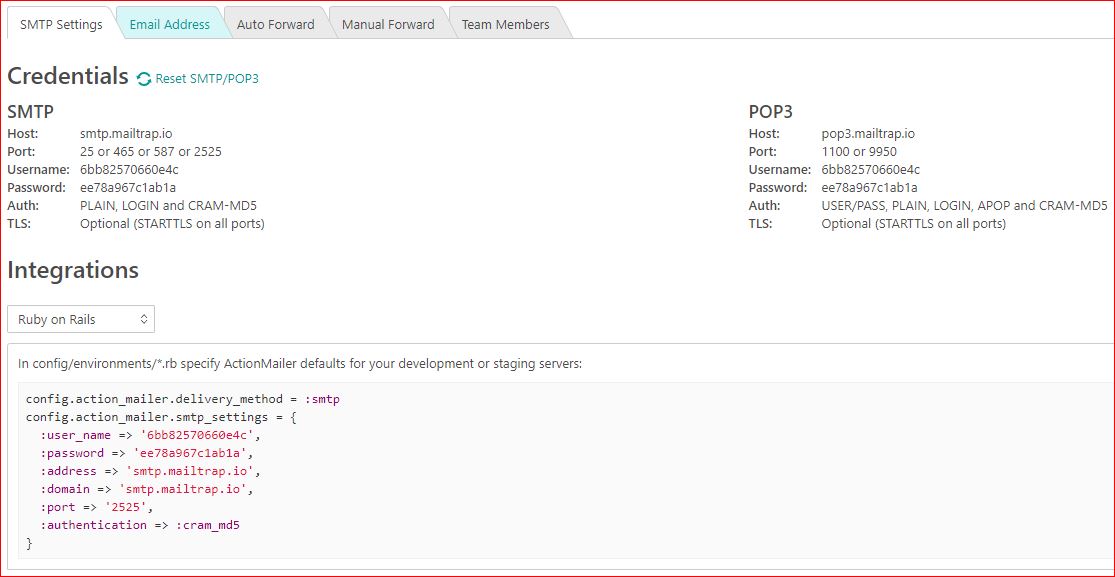 SMTP Settings Email Address Auto Forward Manual Forward Team Members
Credentials Reset SMTP/POP3
SMTP
Host: smtp.mailtrap.io
Port: 25 or 465 or 587 or 2525
Username: 6bb82570660e4c
Password: ee78a967c1ab1a
Auth: PLAIN, LOGIN and CRAM-MD5
TLS: Optional (STARTTLS on all ports)
POP3
Host: pop3.mailtrap.io
Port: 1100 or 9950
Username: 6bb82570660e4c
Password: ee78a967c1ab1a
Auth: USER/PASS, PLAIN, LOGIN, APOP and CRAM-MD5
TLS: Optional (STARTTLS on all ports)
Integrations
Ruby on Rails
In config/environments/*.rb specify ActionMailer defaults for your development or staging servers:
config.action_mailer.delivery_method = :smtp
config.action_mailer.smtp_settings = {
  :user_name => '6bb82570660e4c',
  :password => 'ee78a967c1ab1a',
  :address => 'smtp.mailtrap.io',
  :domain => 'smtp.mailtrap.io',
  :port => '2525',
  :authentication => :cram_md5
}